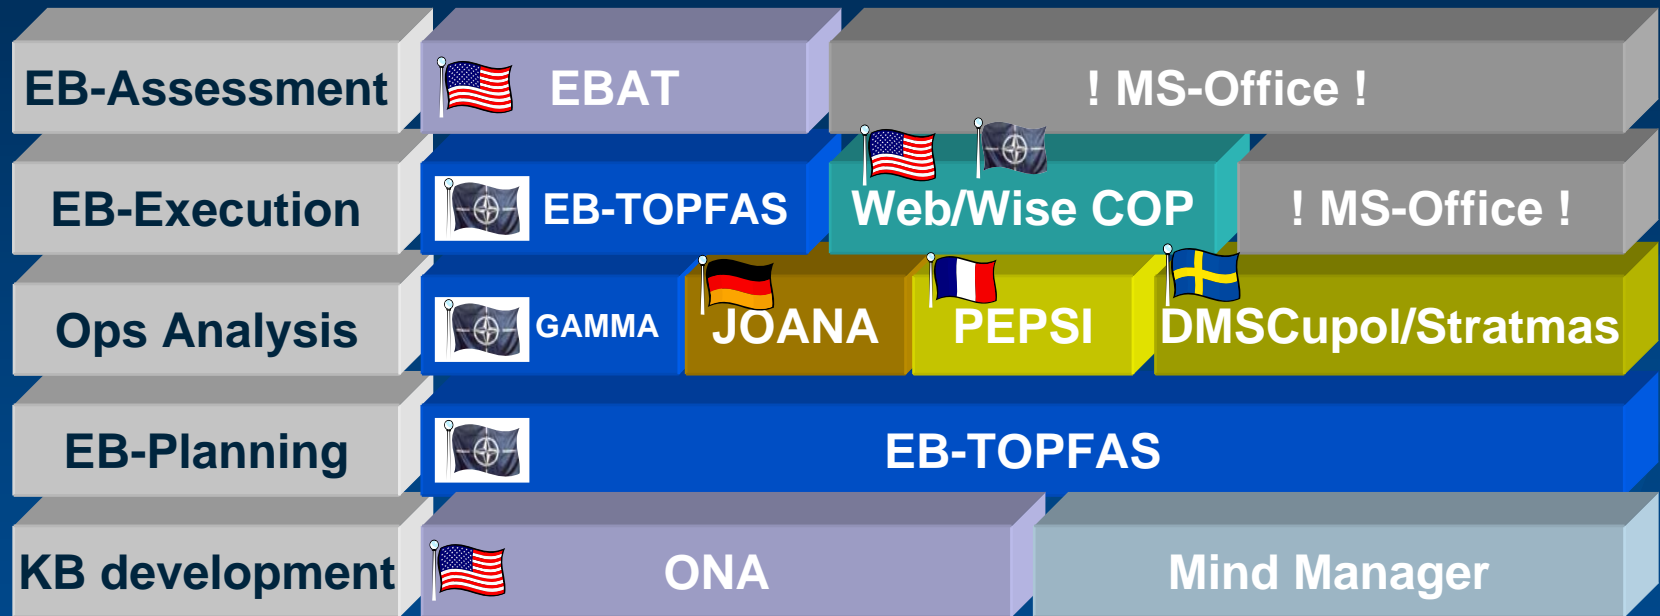 EB-Assessment
EBAT
! MS-Office !
EB-Execution
EB-TOPFAS
Web/Wise COP
! MS-Office !
Ops Analysis
GAMMA
JOANA
PEPSI
DMSCupol/Stratmas
EB-Planning
EB-TOPFAS
KB development
ONA
Mind Manager